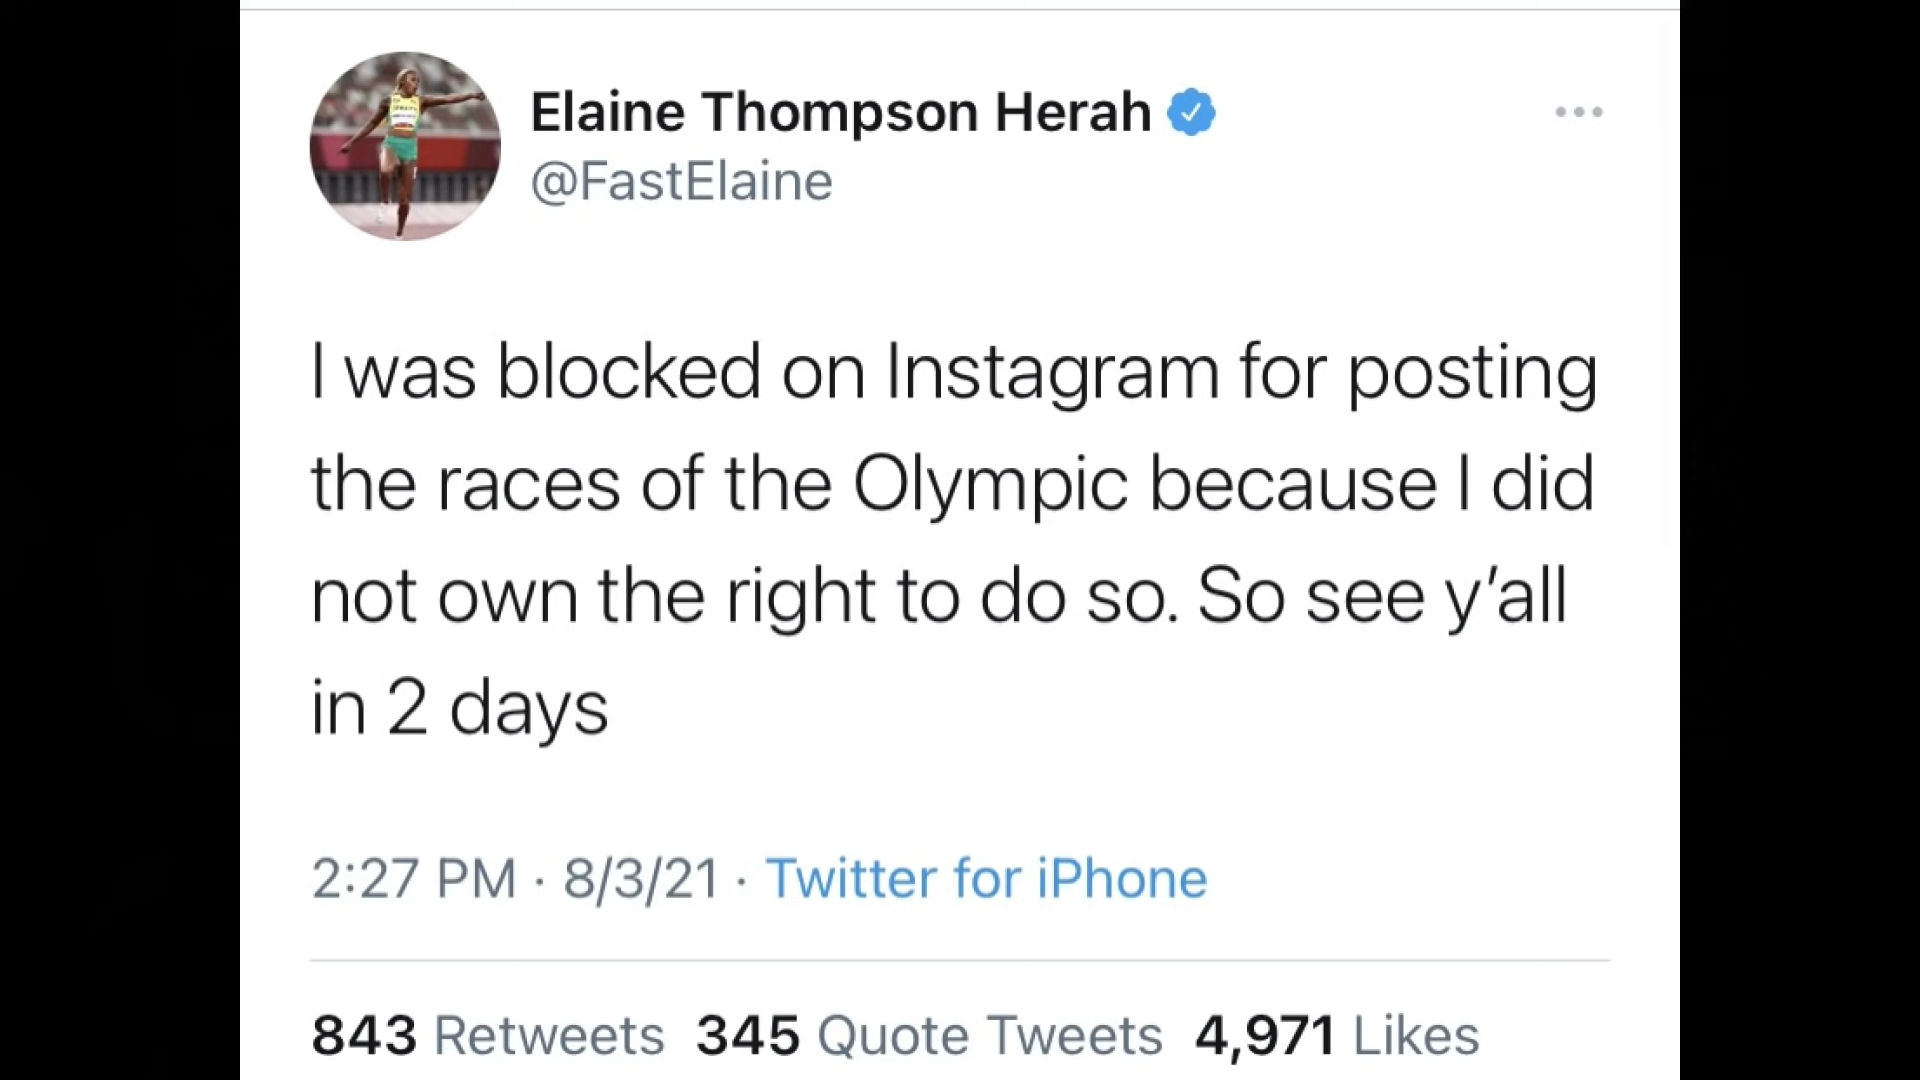 Elaine Thompson Herah
@FastElaine
I was blocked on Instagram for posting
the races of the Olympic because I did
not own the right to do so. So see y’all
in 2 days
2:27 PM · 8/3/21 · Twitter for iPhone
843 Retweets 345 Quote Tweets 4,971 Likes